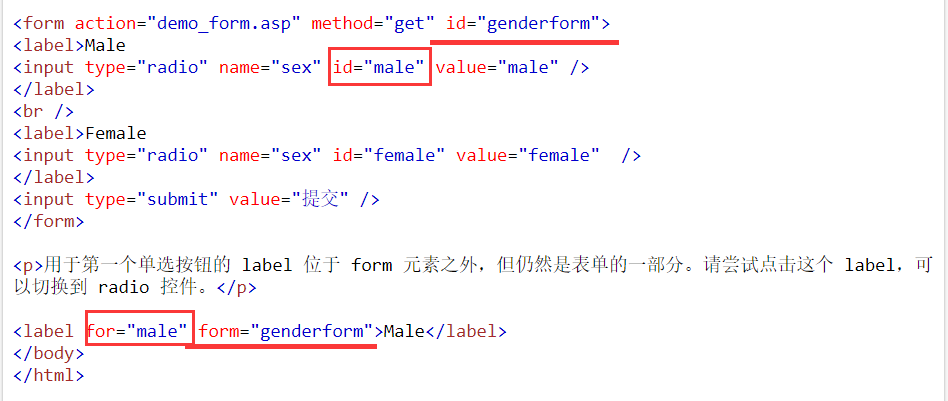 <form action="demo_form.asp" method="get" id="genderform">
<label>Male
<input type="radio" name="sex" id="male" value="male" />
</label>
<br />
<label>Female
<input type="radio" name="sex" id="female" value="female"  />
</label>
<input type="submit" value="提交" />
</form>
<p>用于第一个单选按钮的 label 位于 form 元素之外，但仍然是表单的一部分。请尝试点击这个 label，可
以切换到 radio 控件。</p>
<label for="male" form="genderform">Male</label>
</body>
</html>